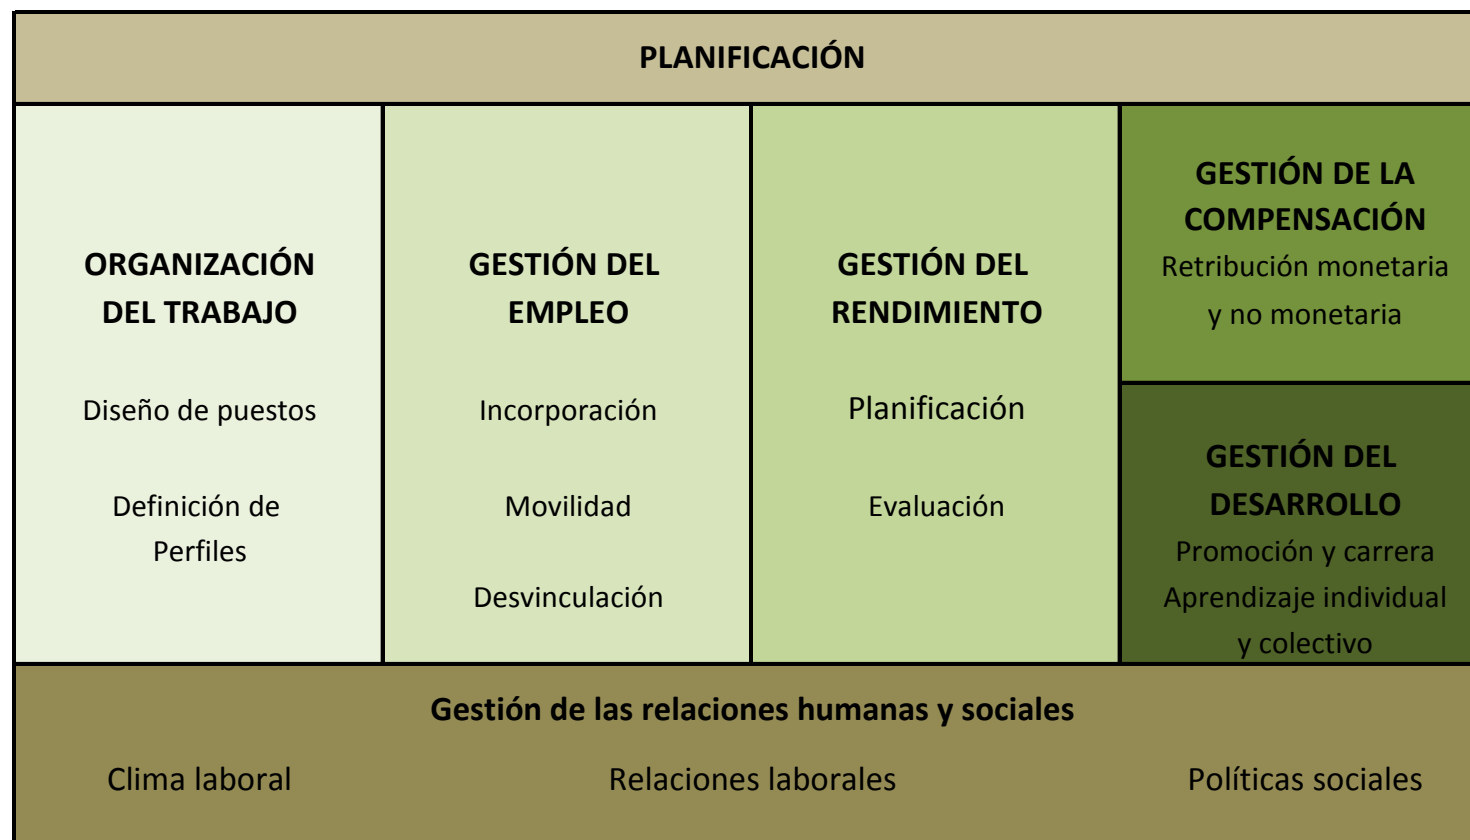 PLANIFICACIÓN
ORGANIZACIÓN
DEL TRABAJO
Diseño de puestos
Definición de
Perfiles
GESTIÓN DEL
EMPLEO
Incorporación
Movilidad
Desvinculación
GESTIÓN DEL
RENDIMIENTO
Planificación
Evaluación
GESTIÓN DE LA
COMPENSACIÓN
Retribución monetaria
y no monetaria
GESTIÓN DEL
DESARROLLO
Promoción y carrera
Aprendizaje individual
y colectivo
Gestión de las relaciones humanas y sociales
Clima laboral Relaciones laborales Políticas sociales